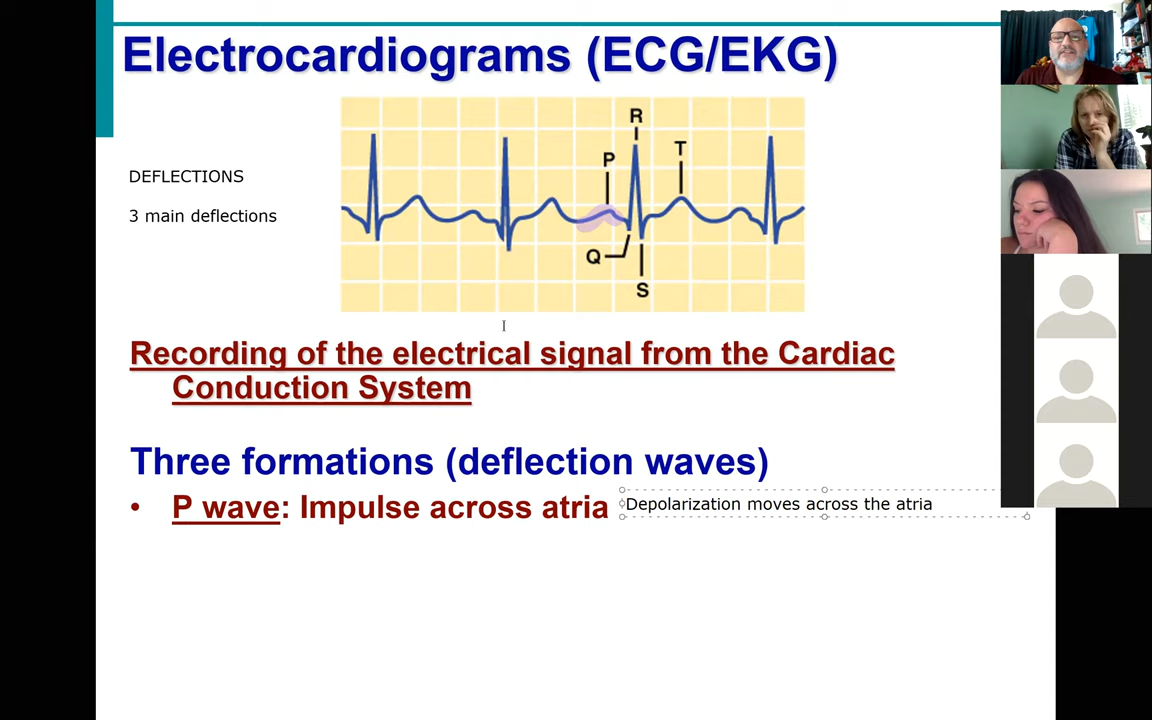 Electrocardiograms (ECG/EKG)
R
P
T
DEFLECTIONS
3 main deflections
Q
S
Recording of the electrical signal from the Cardiac
Conduction System
Three formations (deflection waves)
• P wave: Impulse across atria
Depolarization moves across the atria